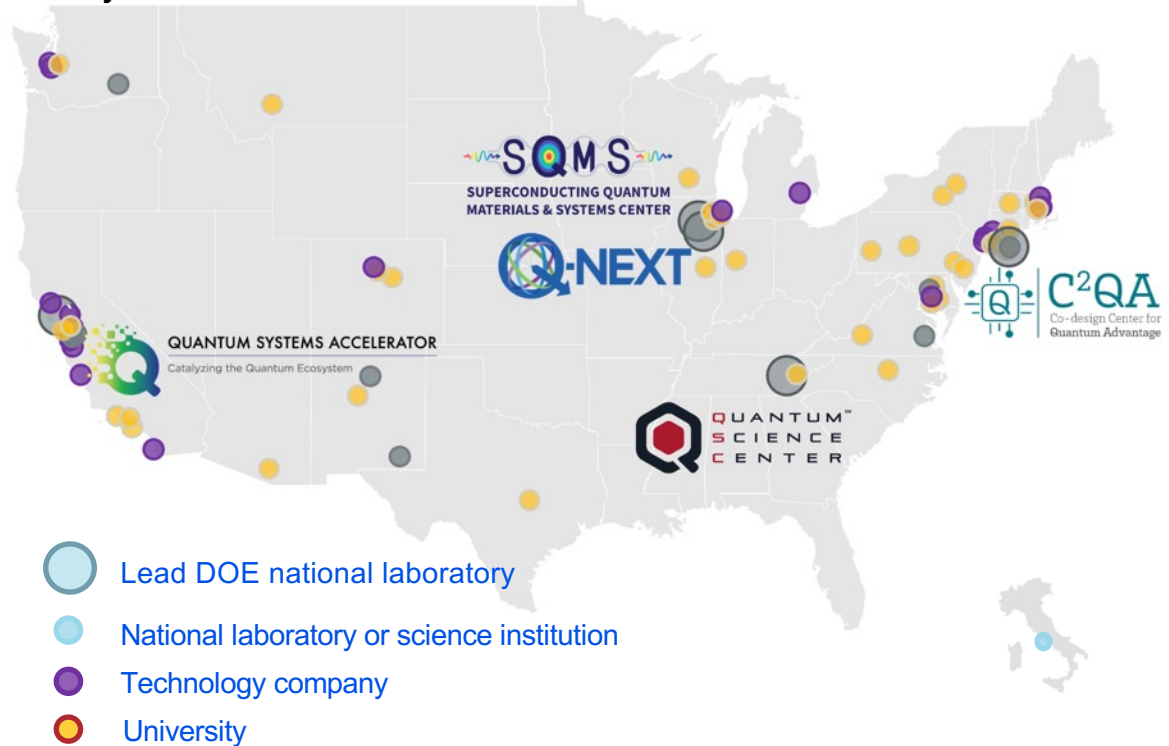 SQMS
SUPERCONDUCTING QUANTUM
MATERIALS & SYSTEMS CENTER
Q-NEXT
C²QA
Co-design Center for
Quantum Advantage
QUANTUM SYSTEMS ACCELERATOR
Catalyzing the Quantum Ecosystem
QUANTUM℠
SCIENCE
CENTER
Lead DOE national laboratory
National laboratory or science institution
Technology company
University